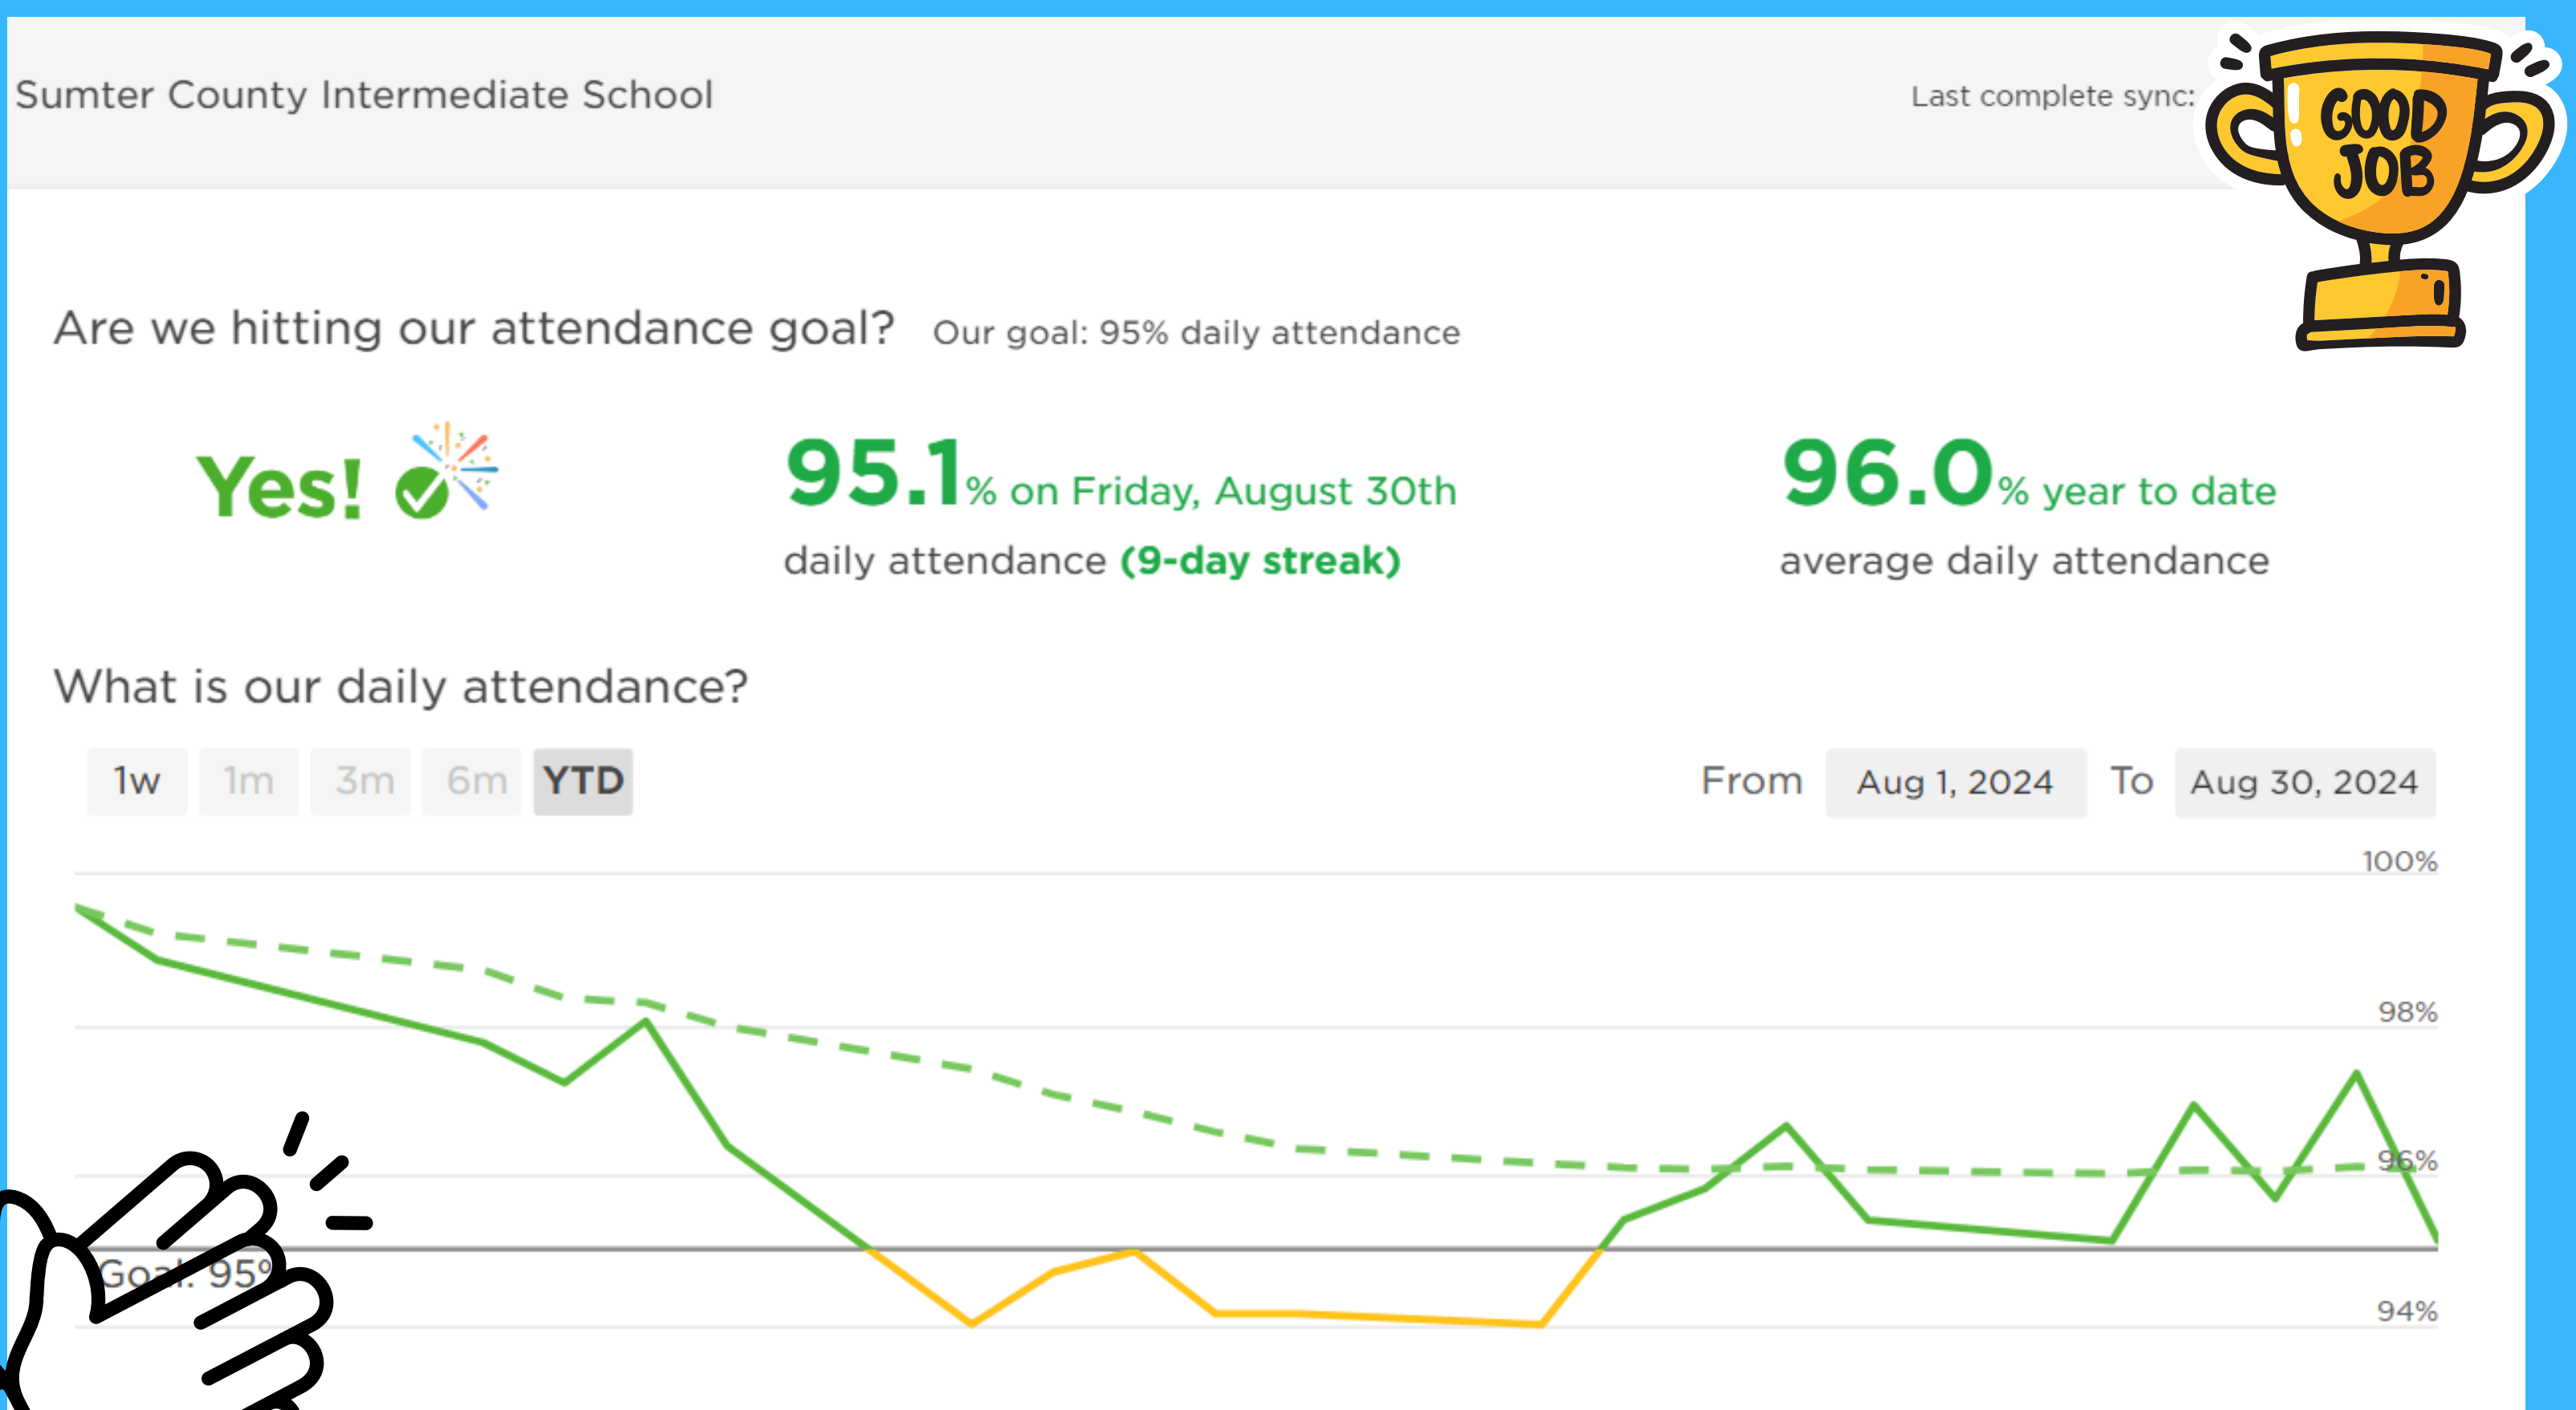 Sumter County Intermediate School
Last complete sync:
GOOD
JOB
Are we hitting our attendance goal? Our goal: 95% daily attendance
Yes!
95.1% on Friday, August 30th
daily attendance (9-day streak)
96.0% year to date
average daily attendance
What is our daily attendance?
1w 1m 3m 6m YTD
From Aug 1, 2024 To Aug 30, 2024
100%
98%
96%
Goal: 95%
94%